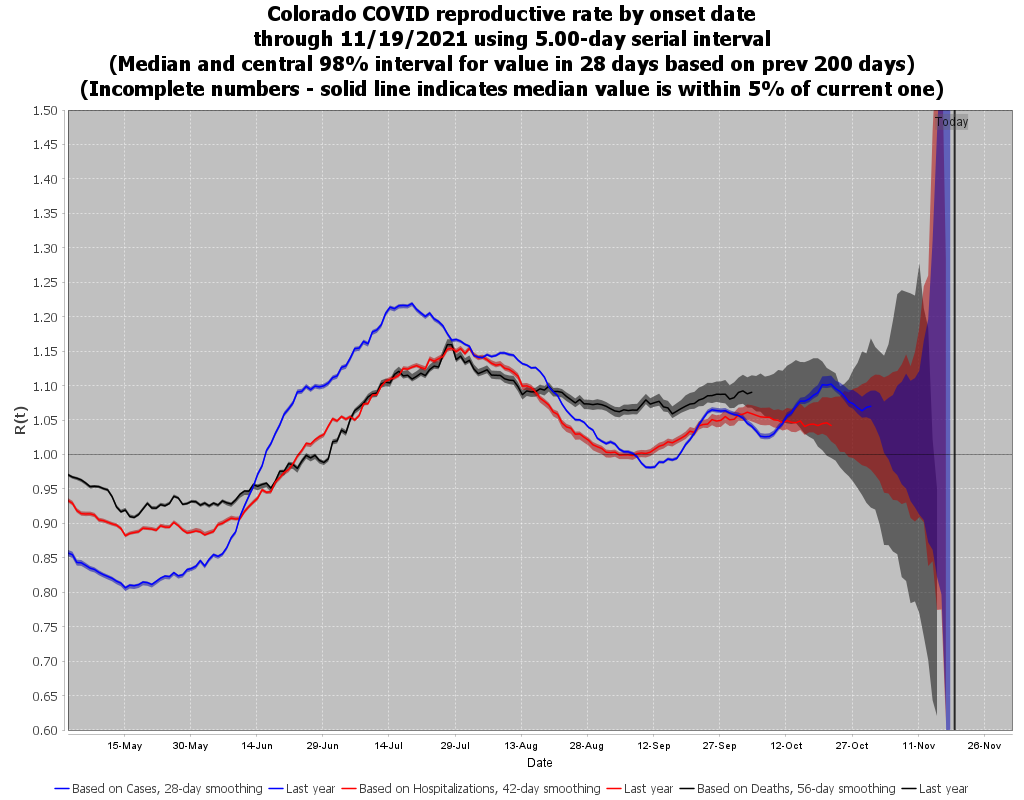 Colorado COVID reproductive rate by onset date
through 11/19/2021 using 5.00-day serial interval
(Median and central 98% interval for value in 28 days based on prev 200 days)
(Incomplete numbers - solid line indicates median value is within 5% of current one)
Today
1.50
1.45
1.40
1.35
1.30
1.25
1.20
1.15
1.10
1.05
1.00
0.95
0.90
0.85
0.80
0.75
0.70
0.65
0.60
R(t)
15-May 30-May 14-Jun 29-Jun 14-Jul 29-Jul 13-Aug 28-Aug 12-Sep 27-Sep 12-Oct 27-Oct 11-Nov 26-Nov
Date
Based on Cases, 28-day smoothing Last year Based on Hospitalizations, 42-day smoothing Last year Based on Deaths, 56-day smoothing Last year